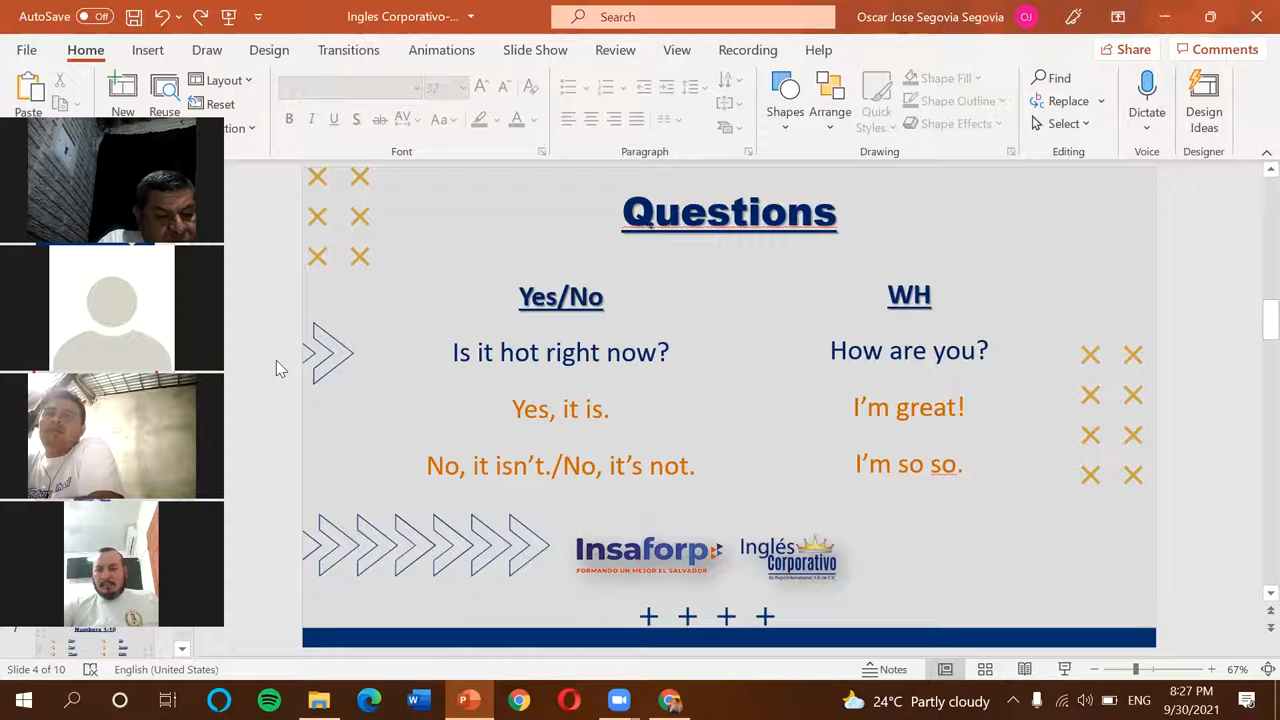 AutoSave Off
Ingles Corporativo-...
Search
Oscar Jose Segovia Segovia
OJ
File Home Insert Draw Design Transitions Animations Slide Show Review View Recording Help
Share Comments
Paste
New
Reuse
Layout
Reset
Font
Paragraph
Shapes
Arrange
Quick
Styles
Shape Fill
Shape Outline
Shape Effects
Drawing
Find
Replace
Select
Editing
Dictate
Voice
Design
Ideas
Designer
Questions
Yes/No
Is it hot right now?
Yes, it is.
No, it isn't./No, it's not.
WH
How are you?
I'm great!
I'm so so.
Insaforp
FORMANDO UN MEJOR EL SALVADOR
Inglés
Corporativo
Numbers 1-10
Slide 4 of 10
English (United States)
Notes
67%
24°C Partly cloudy
ENG
8:27 PM
9/30/2021